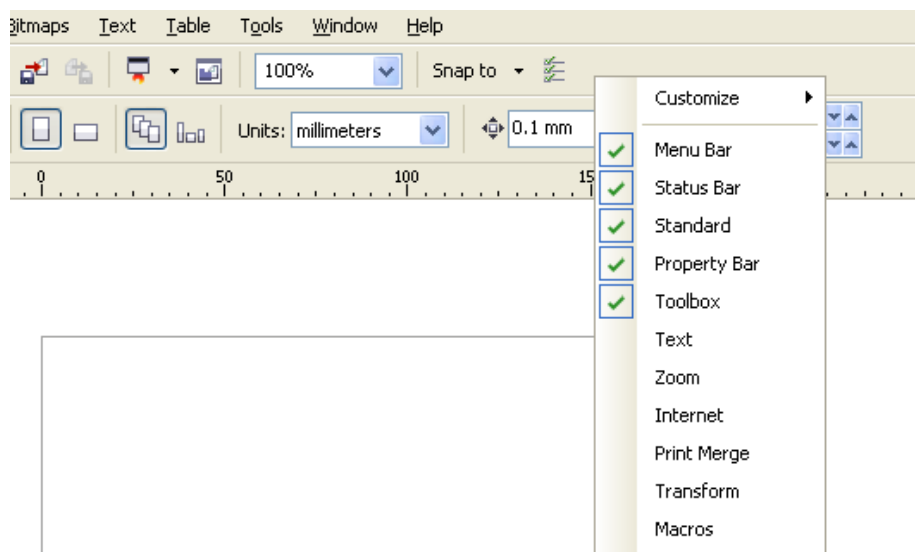 Bitmaps Text Table Tools Window Help
100% Snap to
Customize
Units: millimeters 0.1 mm
Menu Bar
0 50 100 15
Status Bar
Standard
Property Bar
Toolbox
Text
Zoom
Internet
Print Merge
Transform
Macros